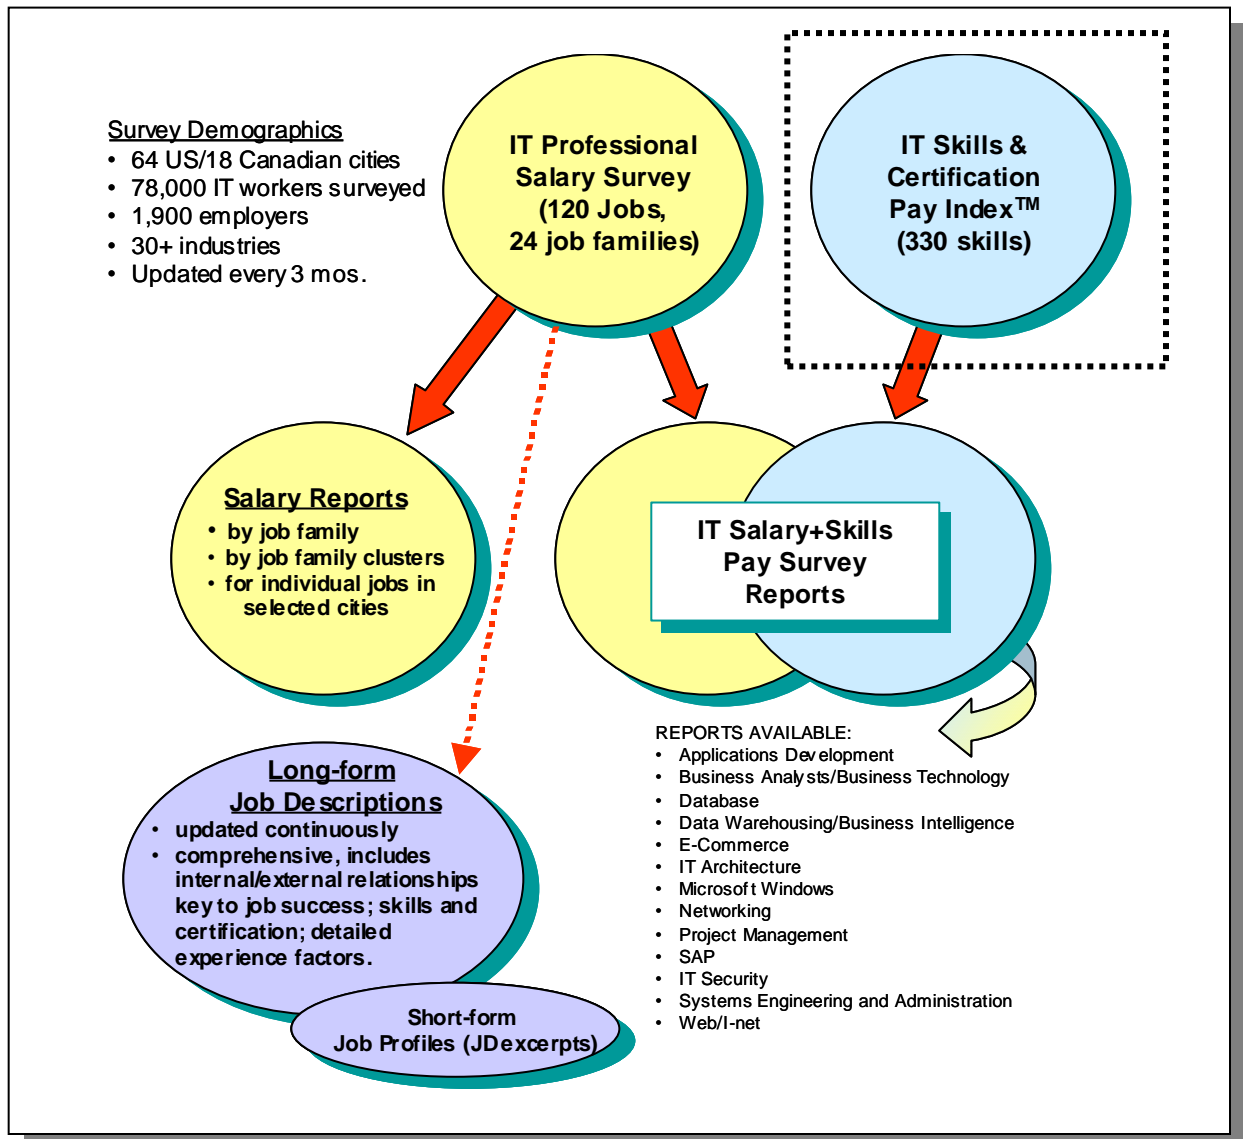 Survey Demographics
• 64 US/18 Canadian cities
• 78,000 IT workers surveyed
• 1,900 employers
• 30+ industries
• Updated every 3 mos.
IT Professional
Salary Survey
(120 Jobs,
24 job families)
IT Skills &
Certification
Pay Index™
(330 skills)
Salary Reports
• by job family
• by job family clusters
• for individual jobs in
selected cities
IT Salary+Skills
Pay Survey
Reports
Long-form
Job Descriptions
• updated continuously
• comprehensive, includes
internal/external relationships
key to job success; skills and
certification; detailed
experience factors.
Short-form
Job Profiles (JD excerpts)
REPORTS AVAILABLE:
• Applications Development
• Business Analysts/Business Technology
• Database
• Data Warehousing/Business Intelligence
• E-Commerce
• IT Architecture
• Microsoft Windows
• Networking
• Project Management
• SAP
• IT Security
• Systems Engineering and Administration
• Web/I-net